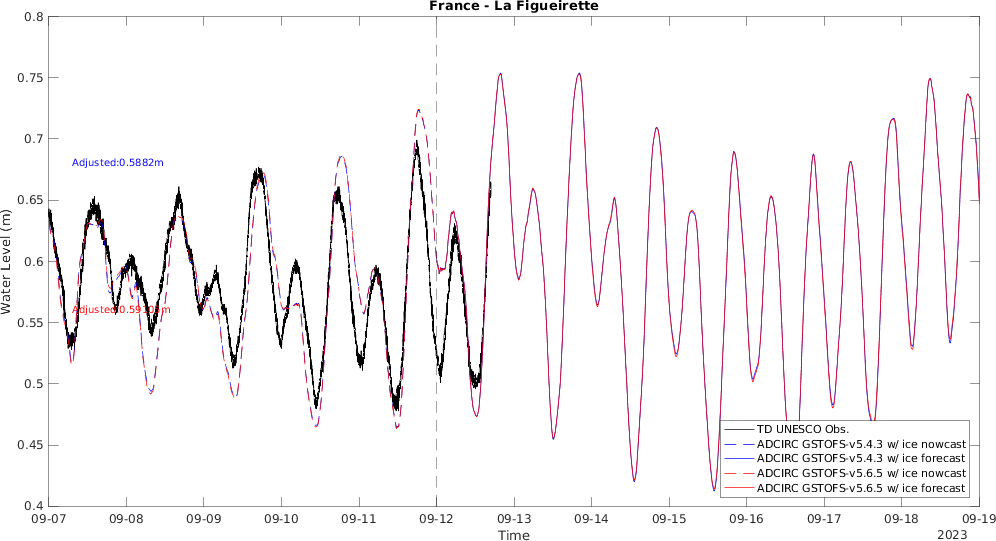 France - La Figueirette
0.8
0.75
0.7
0.65
0.6
0.55
0.5
0.45
0.4
Water Level (m)
Adjusted:0.5882m
TD UNESCO Obs.
ADCIRC GSTOFS-v5.4.3 w/ ice nowcast
ADCIRC GSTOFS-v5.4.3 w/ ice forecast
ADCIRC GSTOFS-v5.6.5 w/ ice nowcast
ADCIRC GSTOFS-v5.6.5 w/ ice forecast
09-07 09-08 09-09 09-10 09-11 09-12 09-13 09-14 09-15 09-16 09-17 09-18 09-19
Time
2023